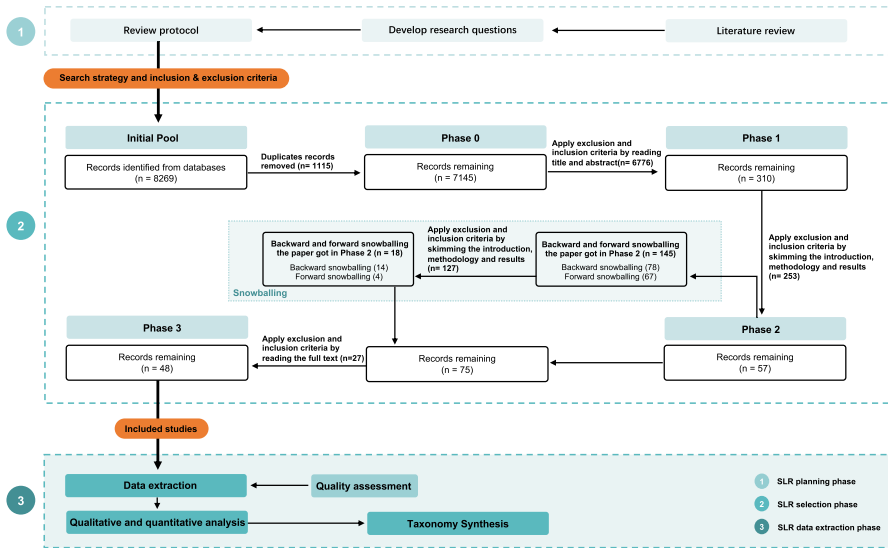 1
Review protocol
Develop research questions
Literature review
Search strategy and inclusion & exclusion criteria
2
Initial Pool
Records identified from databases
(n = 8269)
Duplicates records
removed (n= 1115)
Phase 0
Records remaining
(n = 7145)
Apply exclusion and
inclusion criteria by reading
title and abstract(n= 6776)
Phase 1
Records remaining
(n = 310)
Apply exclusion and
inclusion criteria by
skimming the introduction,
methodology and results
(n= 253)
Backward and forward snowballing
the paper got in Phase 2 (n = 145)
Backward snowballing (78)
Forward snowballing (67)
Apply exclusion and
inclusion criteria by
skimming the introduction,
methodology and results
(n= 127)
Backward and forward snowballing
the paper got in Phase 2 (n = 18)
Backward snowballing (14)
Forward snowballing (4)
Snowballing
Phase 2
Records remaining
(n = 57)
Records remaining
(n = 75)
Apply exclusion and
inclusion criteria by
reading the full text (n=27)
Phase 3
Records remaining
(n = 48)
Included studies
3
Data extraction
Quality assessment
Qualitative and quantitative analysis
Taxonomy Synthesis
1 SLR planning phase
2 SLR selection phase
3 SLR data extraction phase